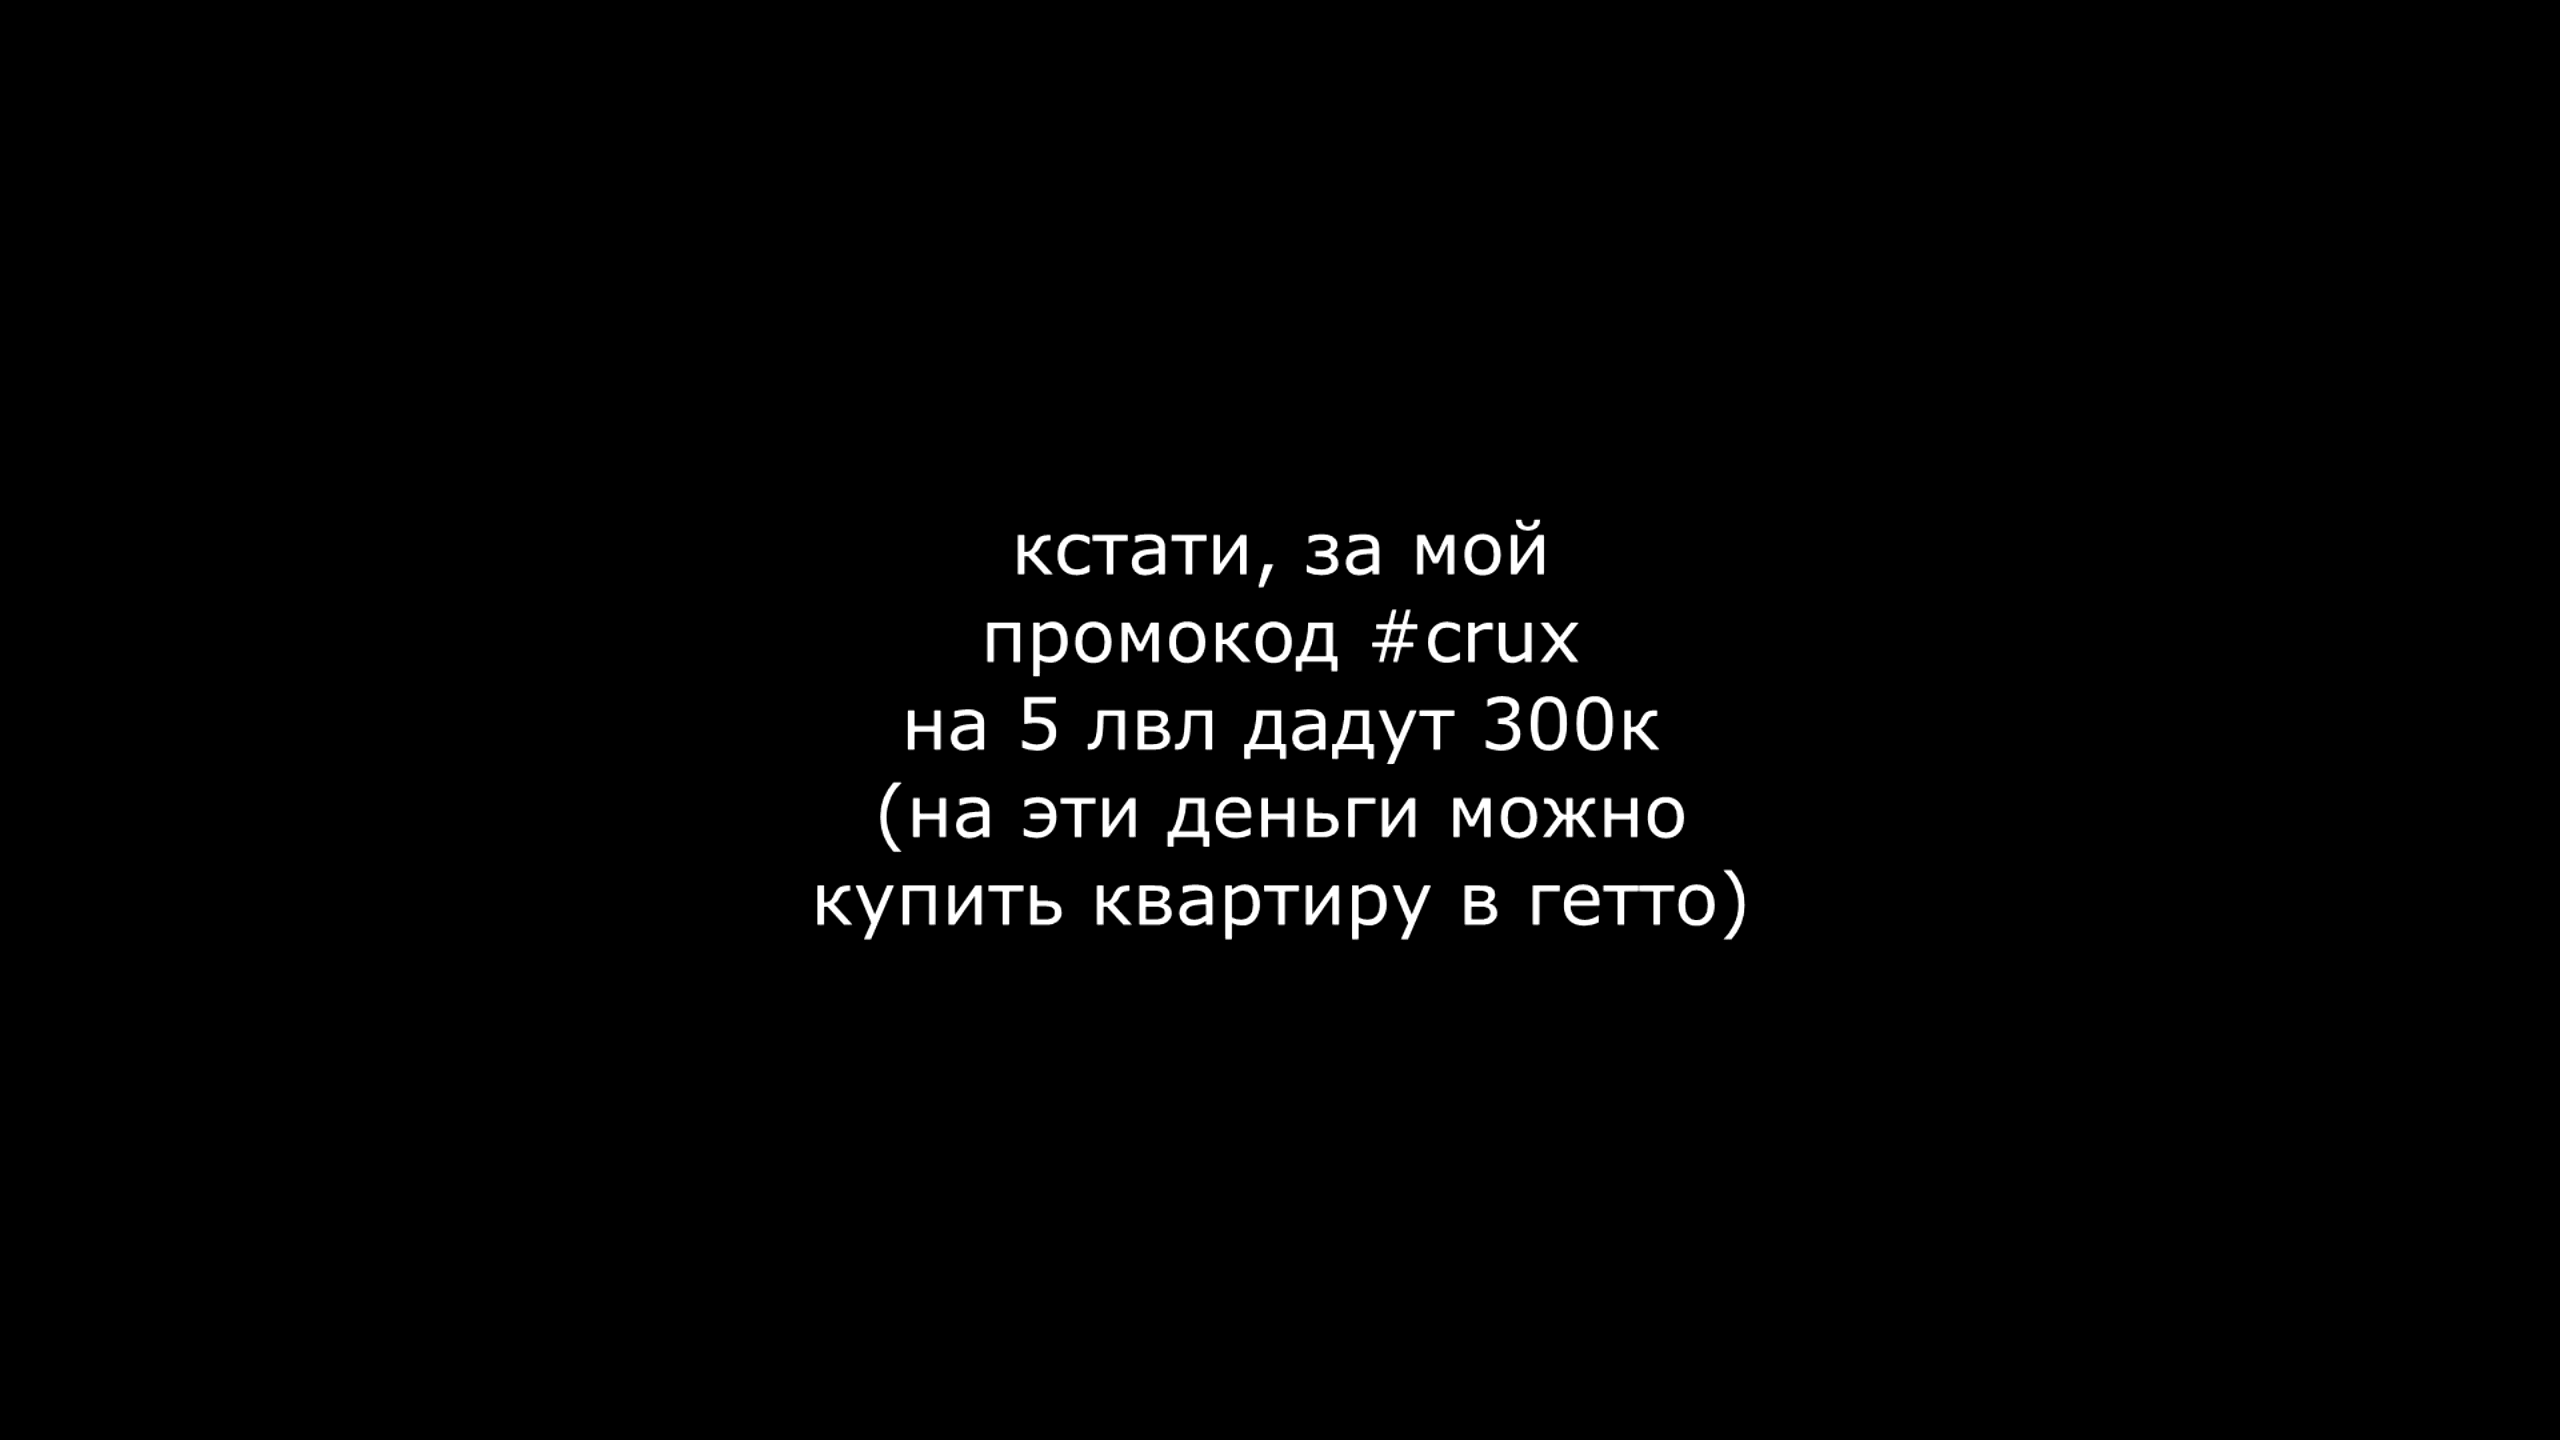 кстати, за мой
промокод #crux
на 5 лвл дадут 300к
(на эти деньги можно
купить квартиру в гетто)